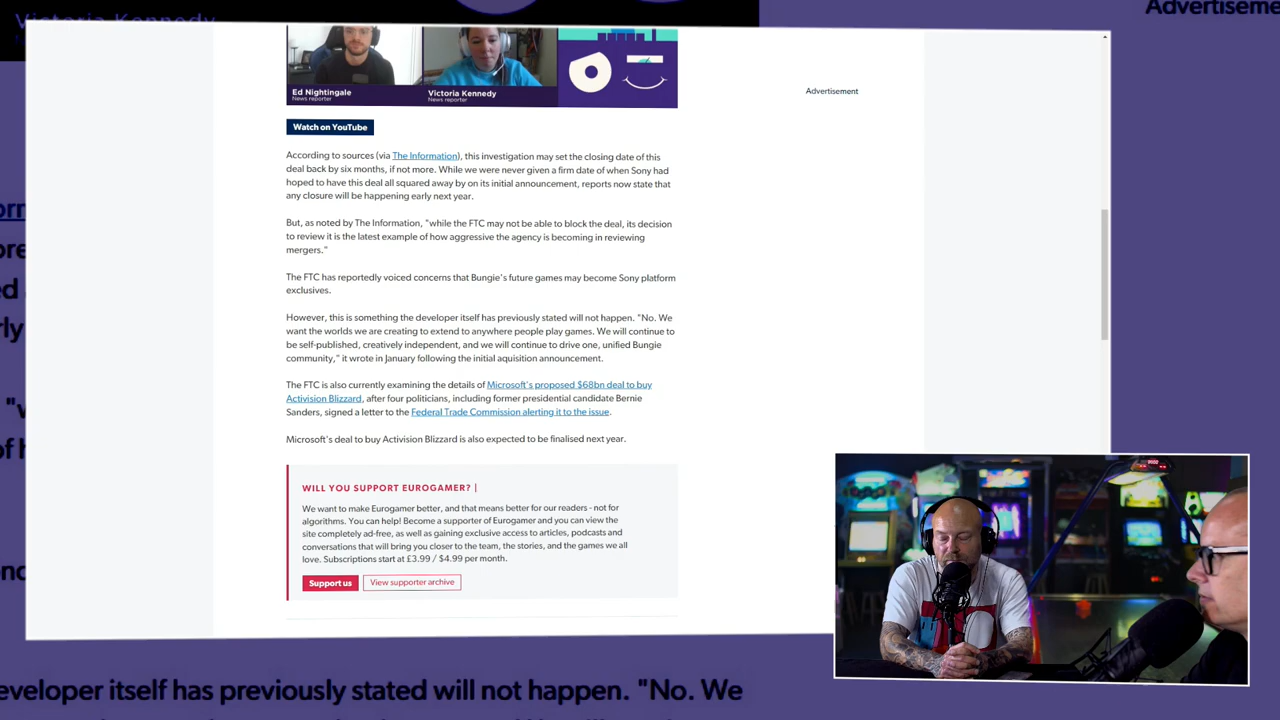 Victoria Kennedy
Advertiseme
Ed Nightingale
News reporter
Victoria Kennedy
News reporter
Advertisement
Watch on YouTube
According to sources (via The Information), this investigation may set the closing date of this
deal back by six months, if not more. While we were never given a firm date of when Sony had
hoped to have this deal all squared away by on its initial announcement, reports now state that
any closure will be happening early next year.
But, as noted by The Information, "while the FTC may not be able to block the deal, its decision
to review it is the latest example of how aggressive the agency is becoming in reviewing
mergers."
The FTC has reportedly voiced concerns that Bungie's future games may become Sony platform
exclusives.
However, this is something the developer itself has previously stated will not happen. "No. We
want the worlds we are creating to extend to anywhere people play games. We will continue to
be self-published, creatively independent, and we will continue to drive one, unified Bungie
community," it wrote in January following the initial aquisition announcement.
The FTC is also currently examining the details of Microsoft's proposed $68bn deal to buy
Activision Blizzard, after four politicians, including former presidential candidate Bernie
Sanders, signed a letter to the Federal Trade Commission alerting it to the issue.
Microsoft's deal to buy Activision Blizzard is also expected to be finalised next year.
WILL YOU SUPPORT EUROGAMER? |
We want to make Eurogamer better, and that means better for our readers - not for
algorithms. You can help! Become a supporter of Eurogamer and you can view the
site completely ad-free, as well as gaining exclusive access to articles, podcasts and
conversations that will bring you closer to the team, the stories, and the games we all
love. Subscriptions start at £3.99 / $4.99 per month.
Support us
View supporter archive
eveloper itself has previously stated will not happen. "No. We